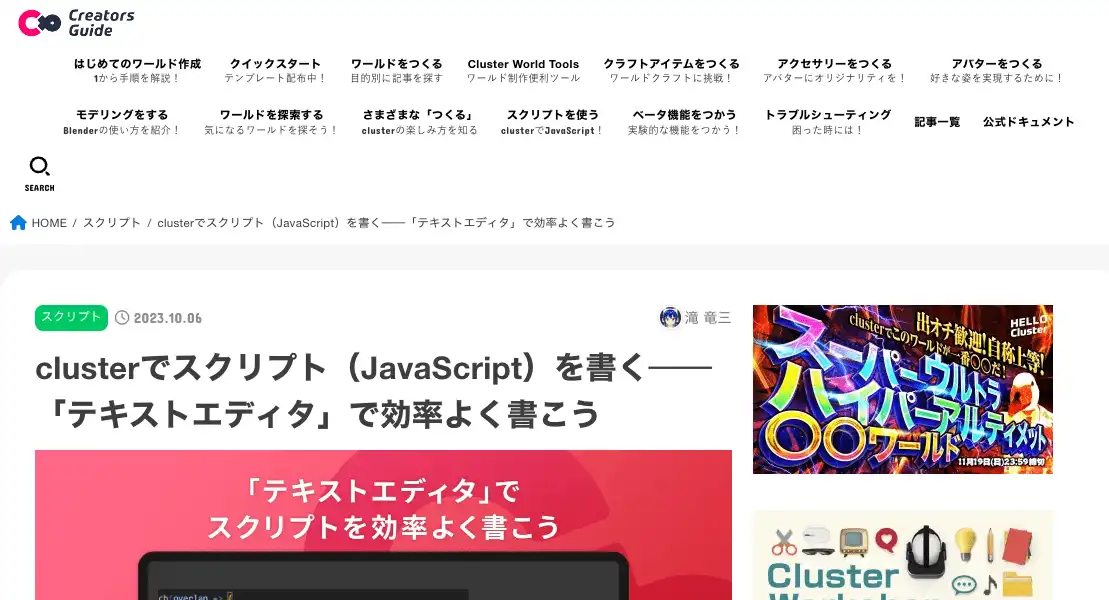 Creators
Guide
はじめてのワールド作成
1から手順を解説！
クイックスタート
テンプレート配布中！
ワールドをつくる
目的別に記事を探す
Cluster World Tools
ワールド制作便利ツール
クラフトアイテムをつくる
ワールドクラフトに挑戦！
アクセサリーをつくる
アバターにオリジナリティを！
アバターをつくる
好きな姿を実現するために！
モデリングをする
Blenderの使い方を紹介！
ワールドを探索する
気になるワールドを探そう！
さまざまな「つくる」
clusterの楽しみ方を知る
スクリプトを使う
clusterでJavaScript！
ベータ機能をつかう
実験的な機能をつかう！
トラブルシューティング
困った時には！
記事一覧
公式ドキュメント
SEARCH
HOME / スクリプト / clusterでスクリプト（JavaScript）を書く——「テキストエディタ」で効率よく書こう
スクリプト
2023.10.06
滝 竜三
clusterでスクリプト（JavaScript）を書く——
「テキストエディタ」で効率よく書こう
「テキストエディタ」で
スクリプトを効率よく書こう
HELLO
Cluster
出オチ歓迎!自称上等!
clusterでこのワールドが一番〇〇だ!
スーパーウルトラ
ハイパーアルティメット
〇〇ワールド
11月19日(日)23:59締切
Cluster